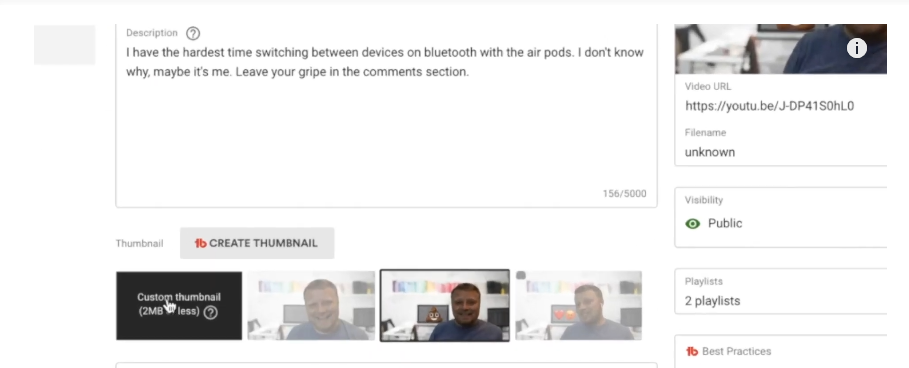 Description
I have the hardest time switching between devices on bluetooth with the air pods. I don't know
why, maybe it's me. Leave your gripe in the comments section.
156/5000
Thumbnail
CREATE THUMBNAIL
Custom thumbnail
(2MB less)
Video URL
https://youtu.be/J-DP41S0hL0
Filename
unknown
Visibility
Public
Playlists
2 playlists
Best Practices